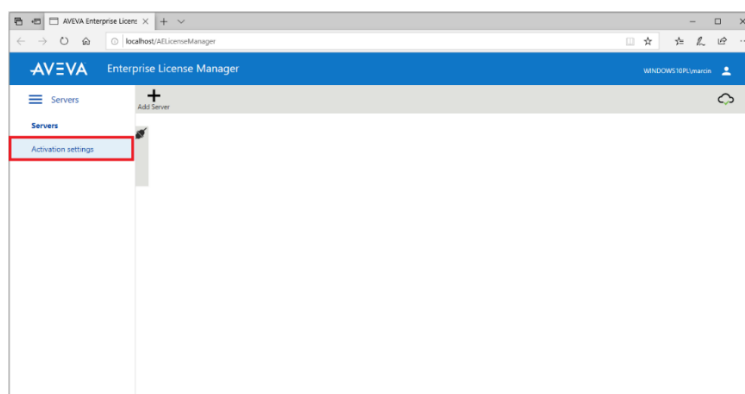 AVEVA Enterprise Licens
localhost/AELicenseManager
AVEVA Enterprise License Manager
WINDOWS10PL\marcin
Servers
Add Server
Servers
Activation settings